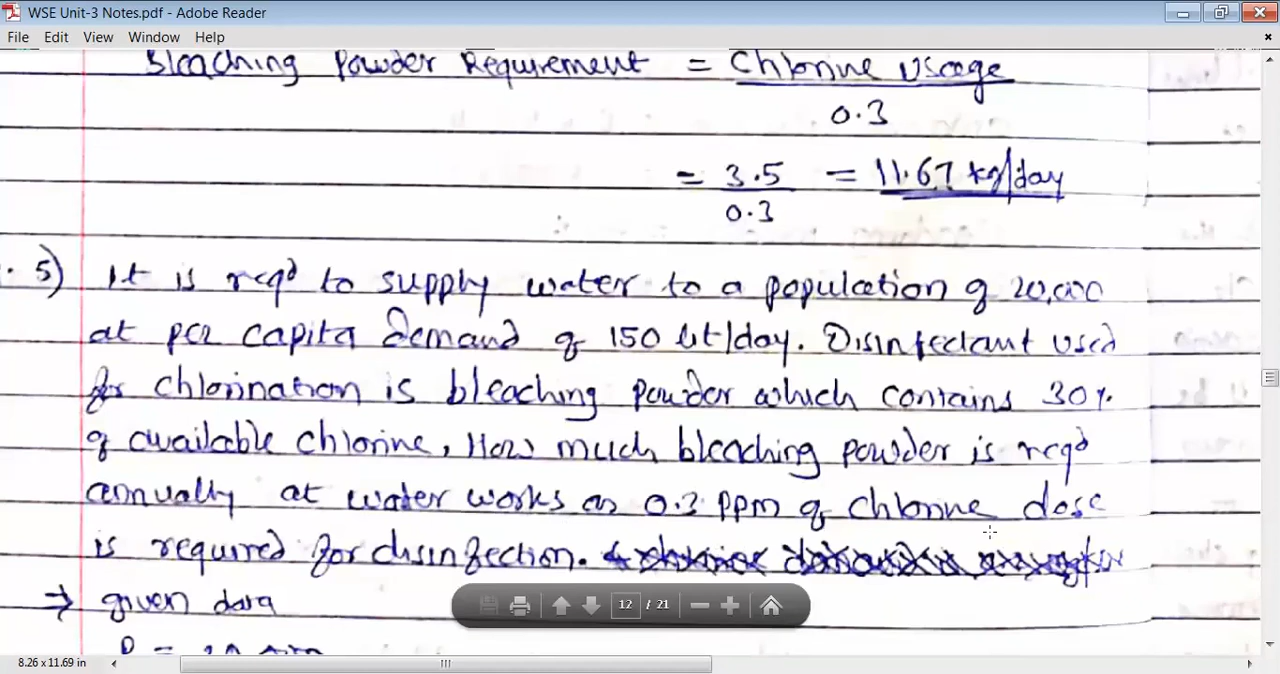 WSE Unit-3 Notes.pdf - Adobe Reader
File Edit View Window Help
Bleaching Powder Requirement = Chlorine usage
0.3
= 3.5 = 11.67 kg/day
0.3
. 5) It is reqd to supply water to a population of 20,000
at per capita demand of 150 lit/day. Disinfectant used
for chlorination is bleaching powder which contains 30%
of available chlorine, How much bleaching powder is reqd
annually at water works as 0.3 ppm of chlorine dose
is required for disinfection.
⇒ given data
12 / 21
8.26 x 11.69 in